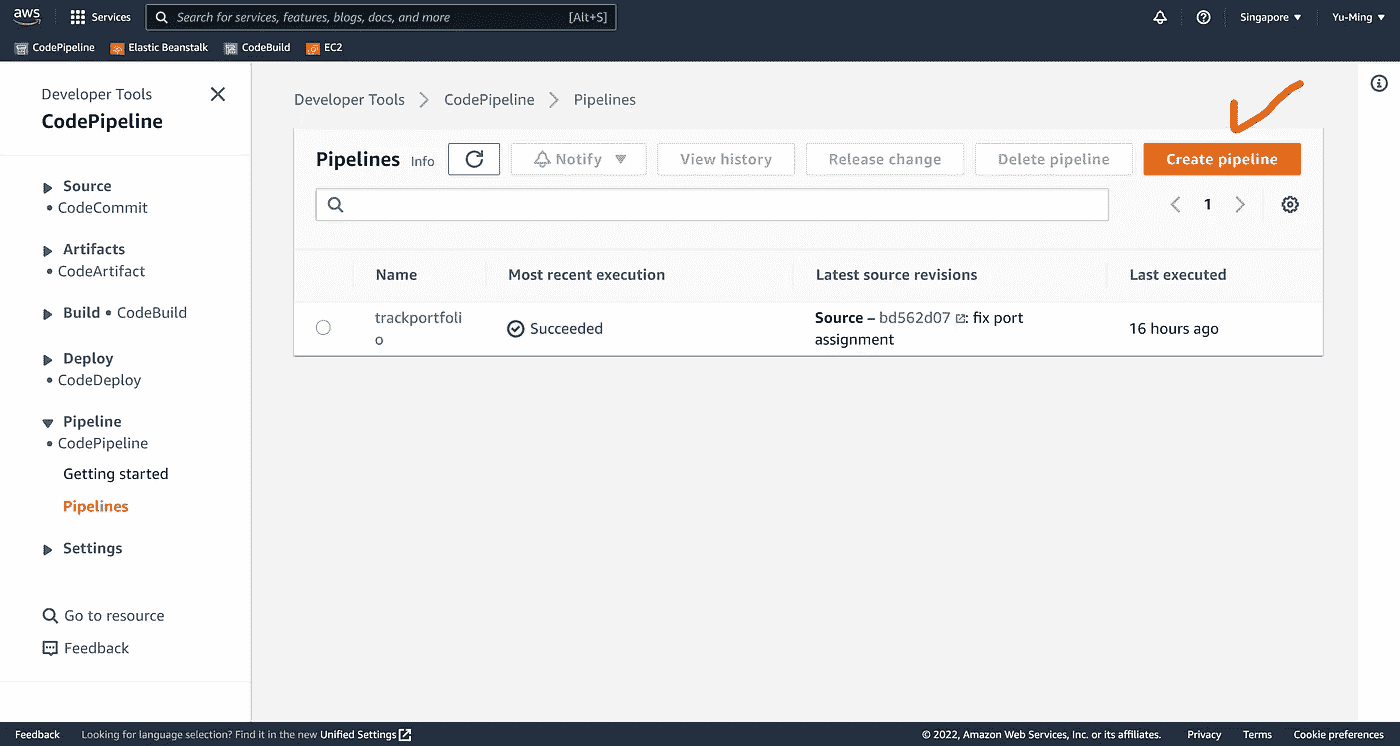 aws
Services
Search for services, features, blogs, docs, and more
[Alt+S]
Singapore
Yu-Ming
CodePipeline
Elastic Beanstalk
CodeBuild
EC2
Developer Tools
CodePipeline
Source
• CodeCommit
Artifacts
• CodeArtifact
Build • CodeBuild
Deploy
• CodeDeploy
Pipeline
• CodePipeline
Getting started
Pipelines
Settings
Go to resource
Feedback
Developer Tools
CodePipeline
Pipelines
Pipelines Info
Notify
View history
Release change
Delete pipeline
Create pipeline
1
Name
Most recent execution
Latest source revisions
Last executed
trackportfoli
o
Succeeded
Source – bd562d07 : fix port
assignment
16 hours ago
Feedback
Looking for language selection? Find it in the new Unified Settings
© 2022, Amazon Web Services, Inc. or its affiliates.
Privacy
Terms
Cookie preferences